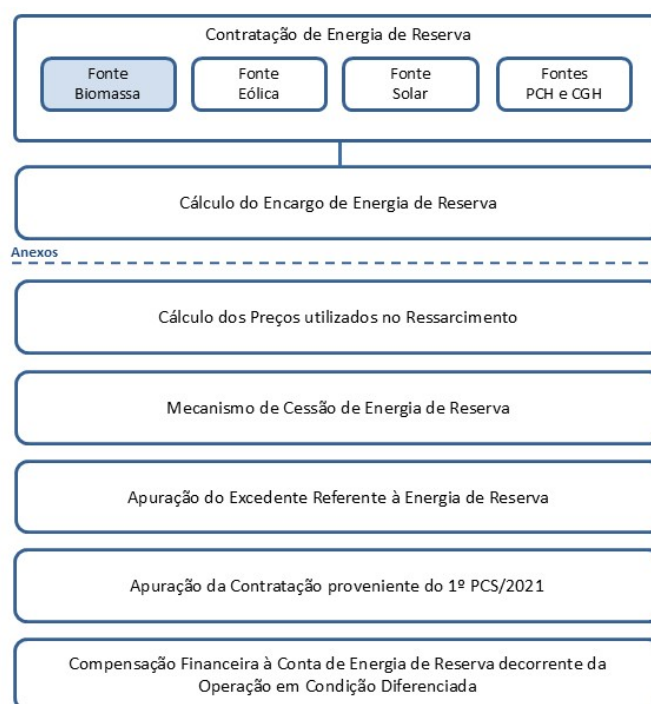 Contratação de Energia de Reserva
Fonte
Biomassa
Fonte
Eólica
Fonte
Solar
Fontes
PCH e CGH
Cálculo do Encargo de Energia de Reserva
Anexos
Cálculo dos Preços utilizados no Ressarcimento
Mecanismo de Cessão de Energia de Reserva
Apuração do Excedente Referente à Energia de Reserva
Apuração da Contratação proveniente do 1º PCS/2021
Compensação Financeira à Conta de Energia de Reserva decorrente da
Operação em Condição Diferenciada